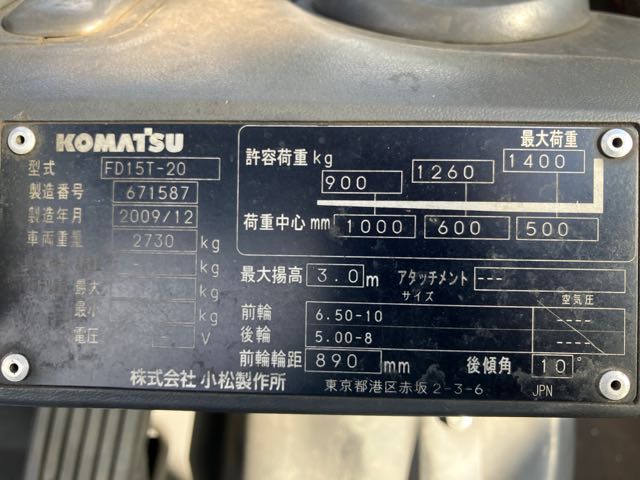 KOMATSU
型式 FD15T-20
製造番号 671587
製造年月 2009/12
車両重量 2730 kg
--- kg
最大 --- kg
最小 --- kg
電圧 -- V
最大荷重
許容荷重 kg 900 1260 1400
荷重中心 mm 1000 600 500
最大揚高 3.0 m アタッチメント ---
サイズ 空気圧
前輪 6.50-10 ----
後輪 5.00-8 ----
前輪輪距 890 mm 後傾角 10°
株式会社 小松製作所 東京都港区赤坂 2-3-6 JPN